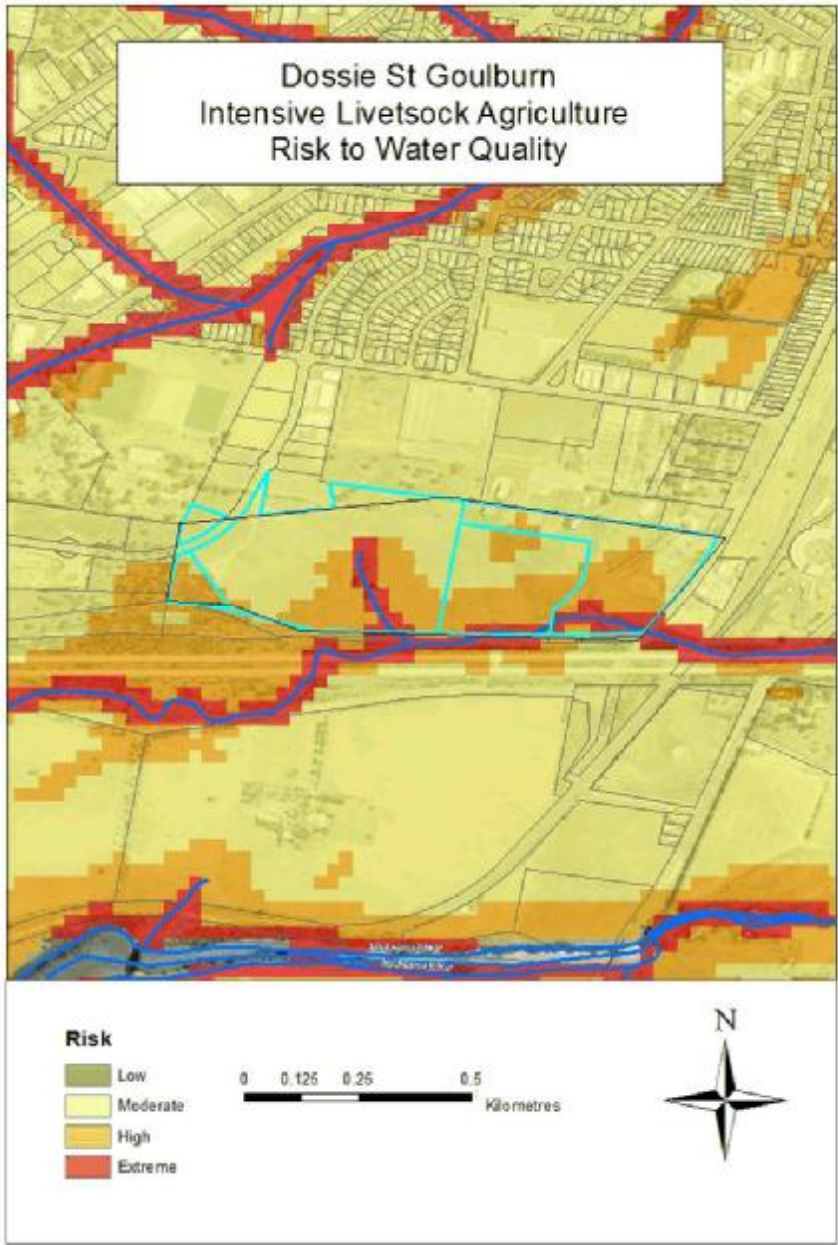 Dossie St Goulburn
Intensive Livetsock Agriculture
Risk to Water Quality
Risk
Low
Moderate
High
Extreme
0 0.125 0.25 0.5
Kilometres
N